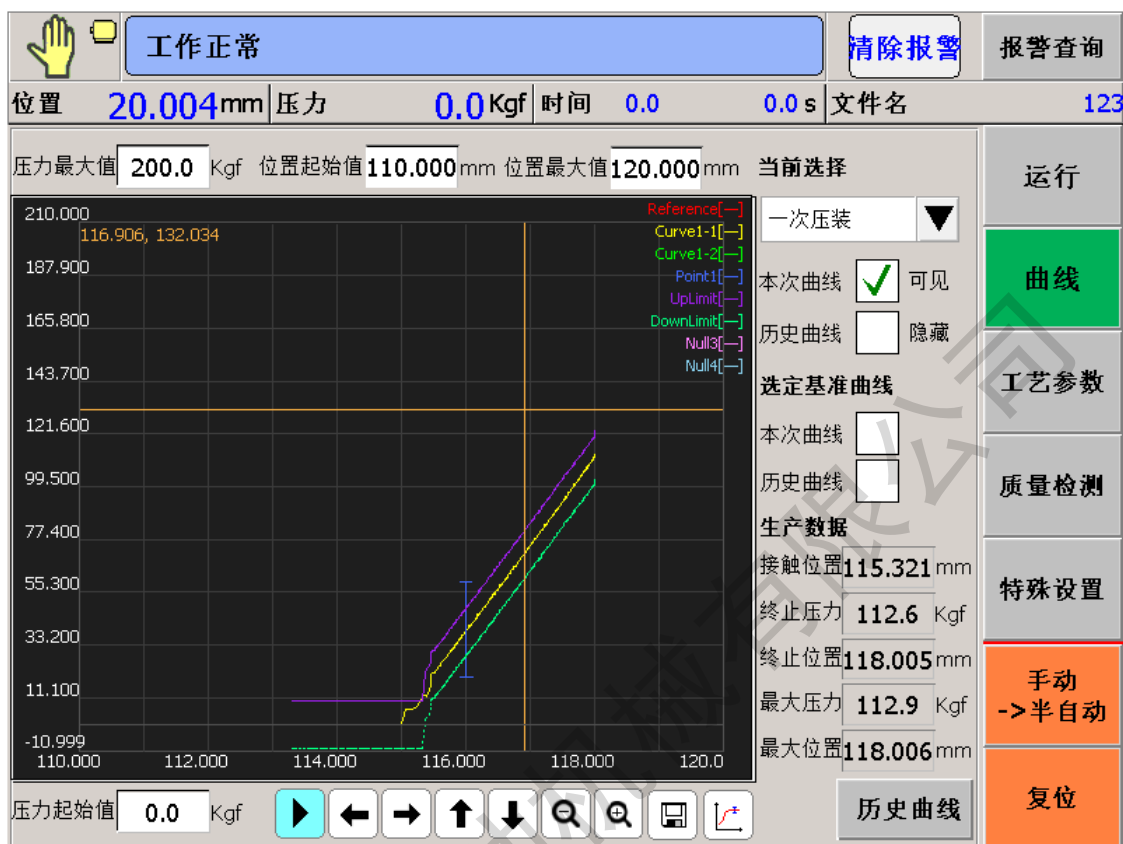 工作正常
清除报警
报警查询
位置 20.004mm 压力 0.0Kgf 时间 0.0 0.0 s 文件名 123
压力最大值 200.0 Kgf 位置起始值 110.000 mm 位置最大值 120.000 mm 当前选择
运行
一次压装
210.000
116.906, 132.034
187.900
165.800
143.700
121.600
99.500
77.400
55.300
33.200
11.100
-10.999
110.000 112.000 114.000 116.000 118.000 120.0
Reference[—]
Curve1-1[—]
Curve1-2[—]
Point1[—]
UpLimit[—]
DownLimit[—]
Null3[—]
Null4[—]
本次曲线 可见
历史曲线 隐藏
选定基准曲线
本次曲线
历史曲线
生产数据
接触位置 115.321 mm
终止压力 112.6 Kgf
终止位置 118.005 mm
最大压力 112.9 Kgf
最大位置 118.006 mm
曲线
工艺参数
质量检测
特殊设置
手动
->半自动
复位
压力起始值 0.0 Kgf
历史曲线
机械有限公司